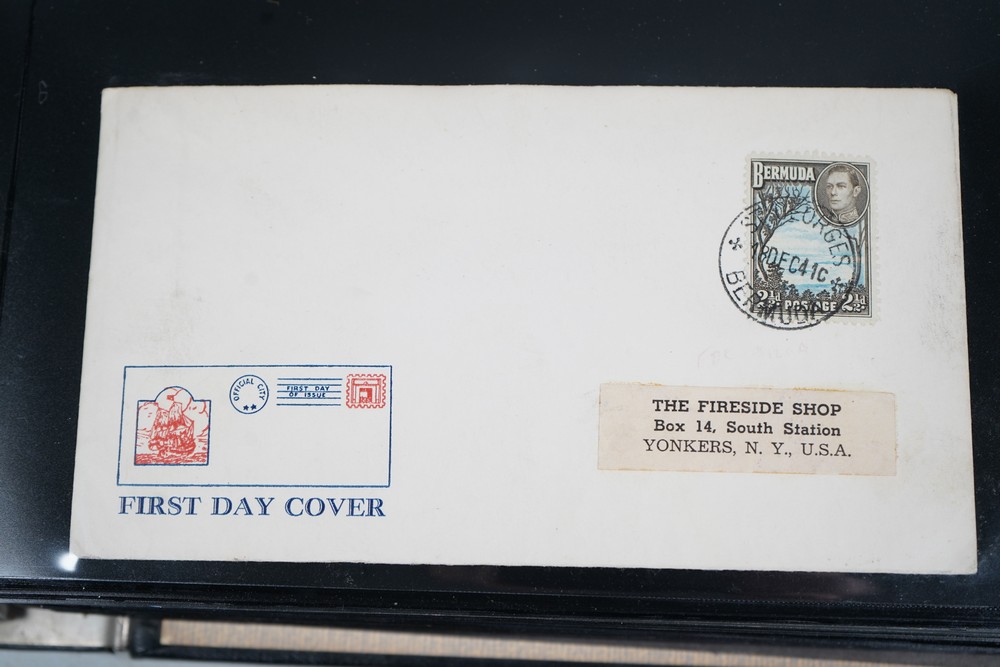 BERMUDA
ST. GEORGES
18 DEC 41 C
BERMUDA
2½d POSTAGE 2½d
OFFICIAL CITY
FIRST DAY
OF ISSUE
THE FIRESIDE SHOP
Box 14, South Station
YONKERS, N. Y., U.S.A.
FIRST DAY COVER